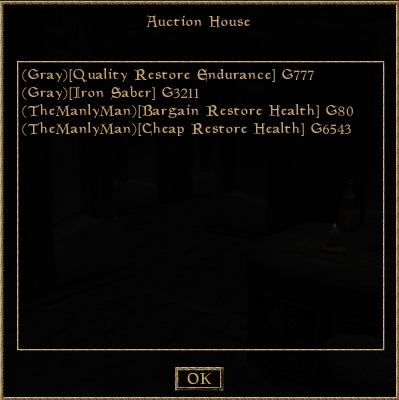 Auction House
(Gray)[Quality Restore Endurance] G777
(Gray)[Iron Saber] G3211
(TheManlyMan)[Bargain Restore Health] G80
(TheManlyMan)[Cheap Restore Health] G6543
OK